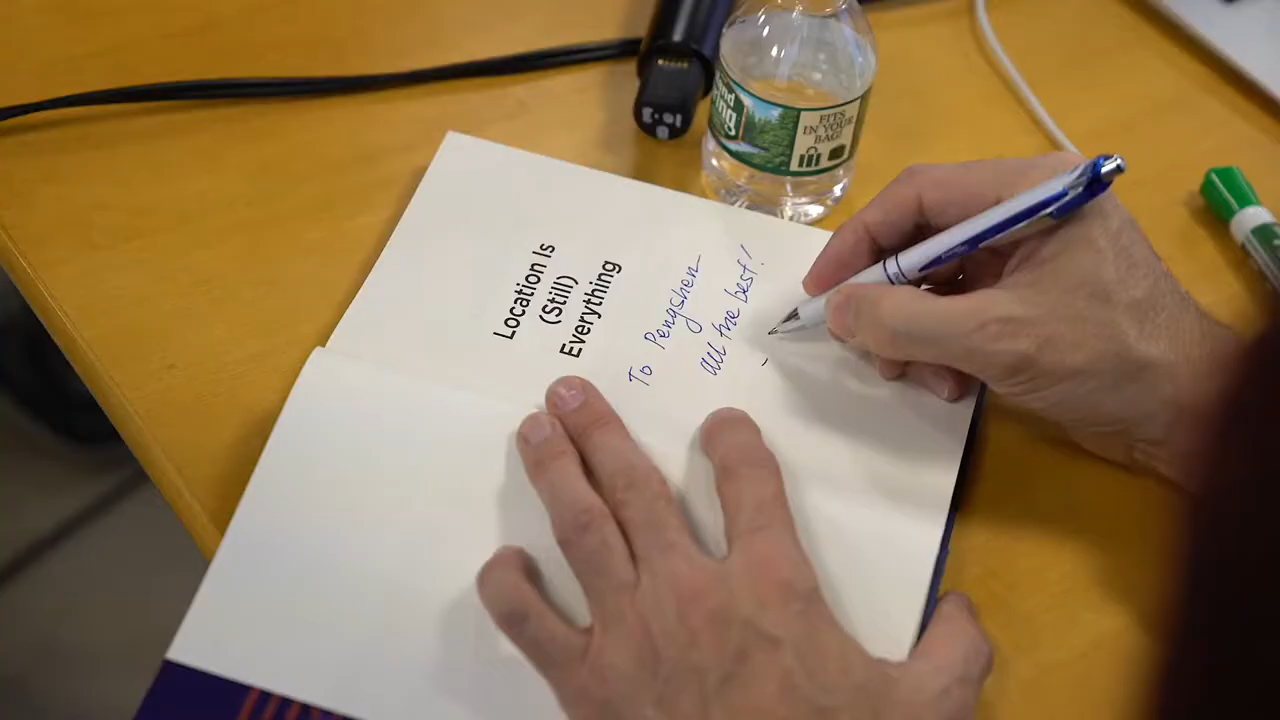 Location Is
(Still)
Everything
To Pengshen
all the best!
FITS
IN YOUR
BAG!